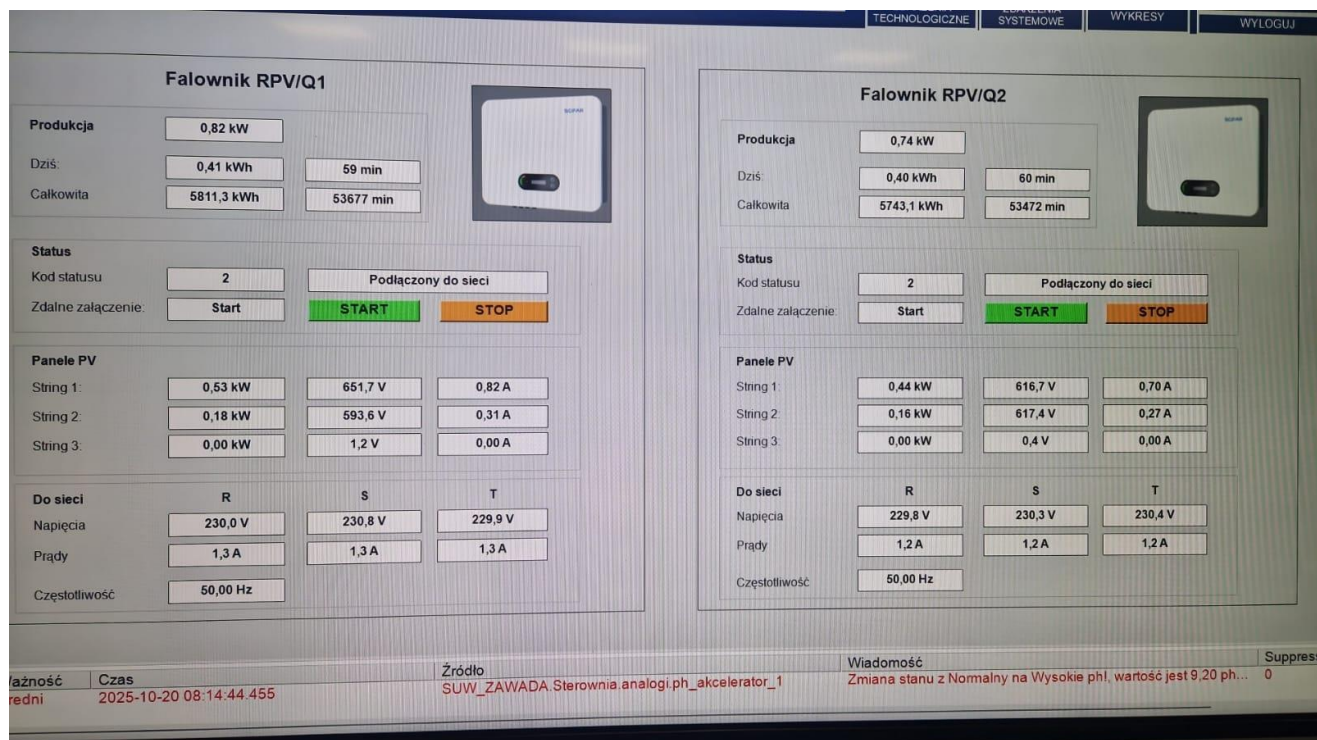 TECHNOLOGICZNE SYSTEMOWE WYKRESY WYLOGUJ
Falownik RPV/Q1
SOFAR
Produkcja 0,82 kW
Dziś: 0,41 kWh 59 min
Całkowita 5811,3 kWh 53677 min
Status
Kod statusu 2 Podłączony do sieci
Zdalne załączenie: Start START STOP
Panele PV
String 1: 0,53 kW 651,7 V 0,82 A
String 2: 0,18 kW 593,6 V 0,31 A
String 3: 0,00 kW 1,2 V 0,00 A
Do sieci R S T
Napięcia 230,0 V 230,8 V 229,9 V
Prądy 1,3 A 1,3 A 1,3 A
Częstotliwość 50,00 Hz
Falownik RPV/Q2
SOFAR
Produkcja 0,74 kW
Dziś: 0,40 kWh 60 min
Całkowita 5743,1 kWh 53472 min
Status
Kod statusu 2 Podłączony do sieci
Zdalne załączenie: Start START STOP
Panele PV
String 1: 0,44 kW 616,7 V 0,70 A
String 2: 0,16 kW 617,4 V 0,27 A
String 3: 0,00 kW 0,4 V 0,00 A
Do sieci R S T
Napięcia 229,8 V 230,3 V 230,4 V
Prądy 1,2 A 1,2 A 1,2 A
Częstotliwość 50,00 Hz
ażność Czas Źródło Wiadomość Suppres
redni 2025-10-20 08:14:44.455 SUW_ZAWADA.Sterownia.analogi.ph_akcelerator_1 Zmiana stanu z Normalny na Wysokie ph!, wartość jest 9,20 ph... 0